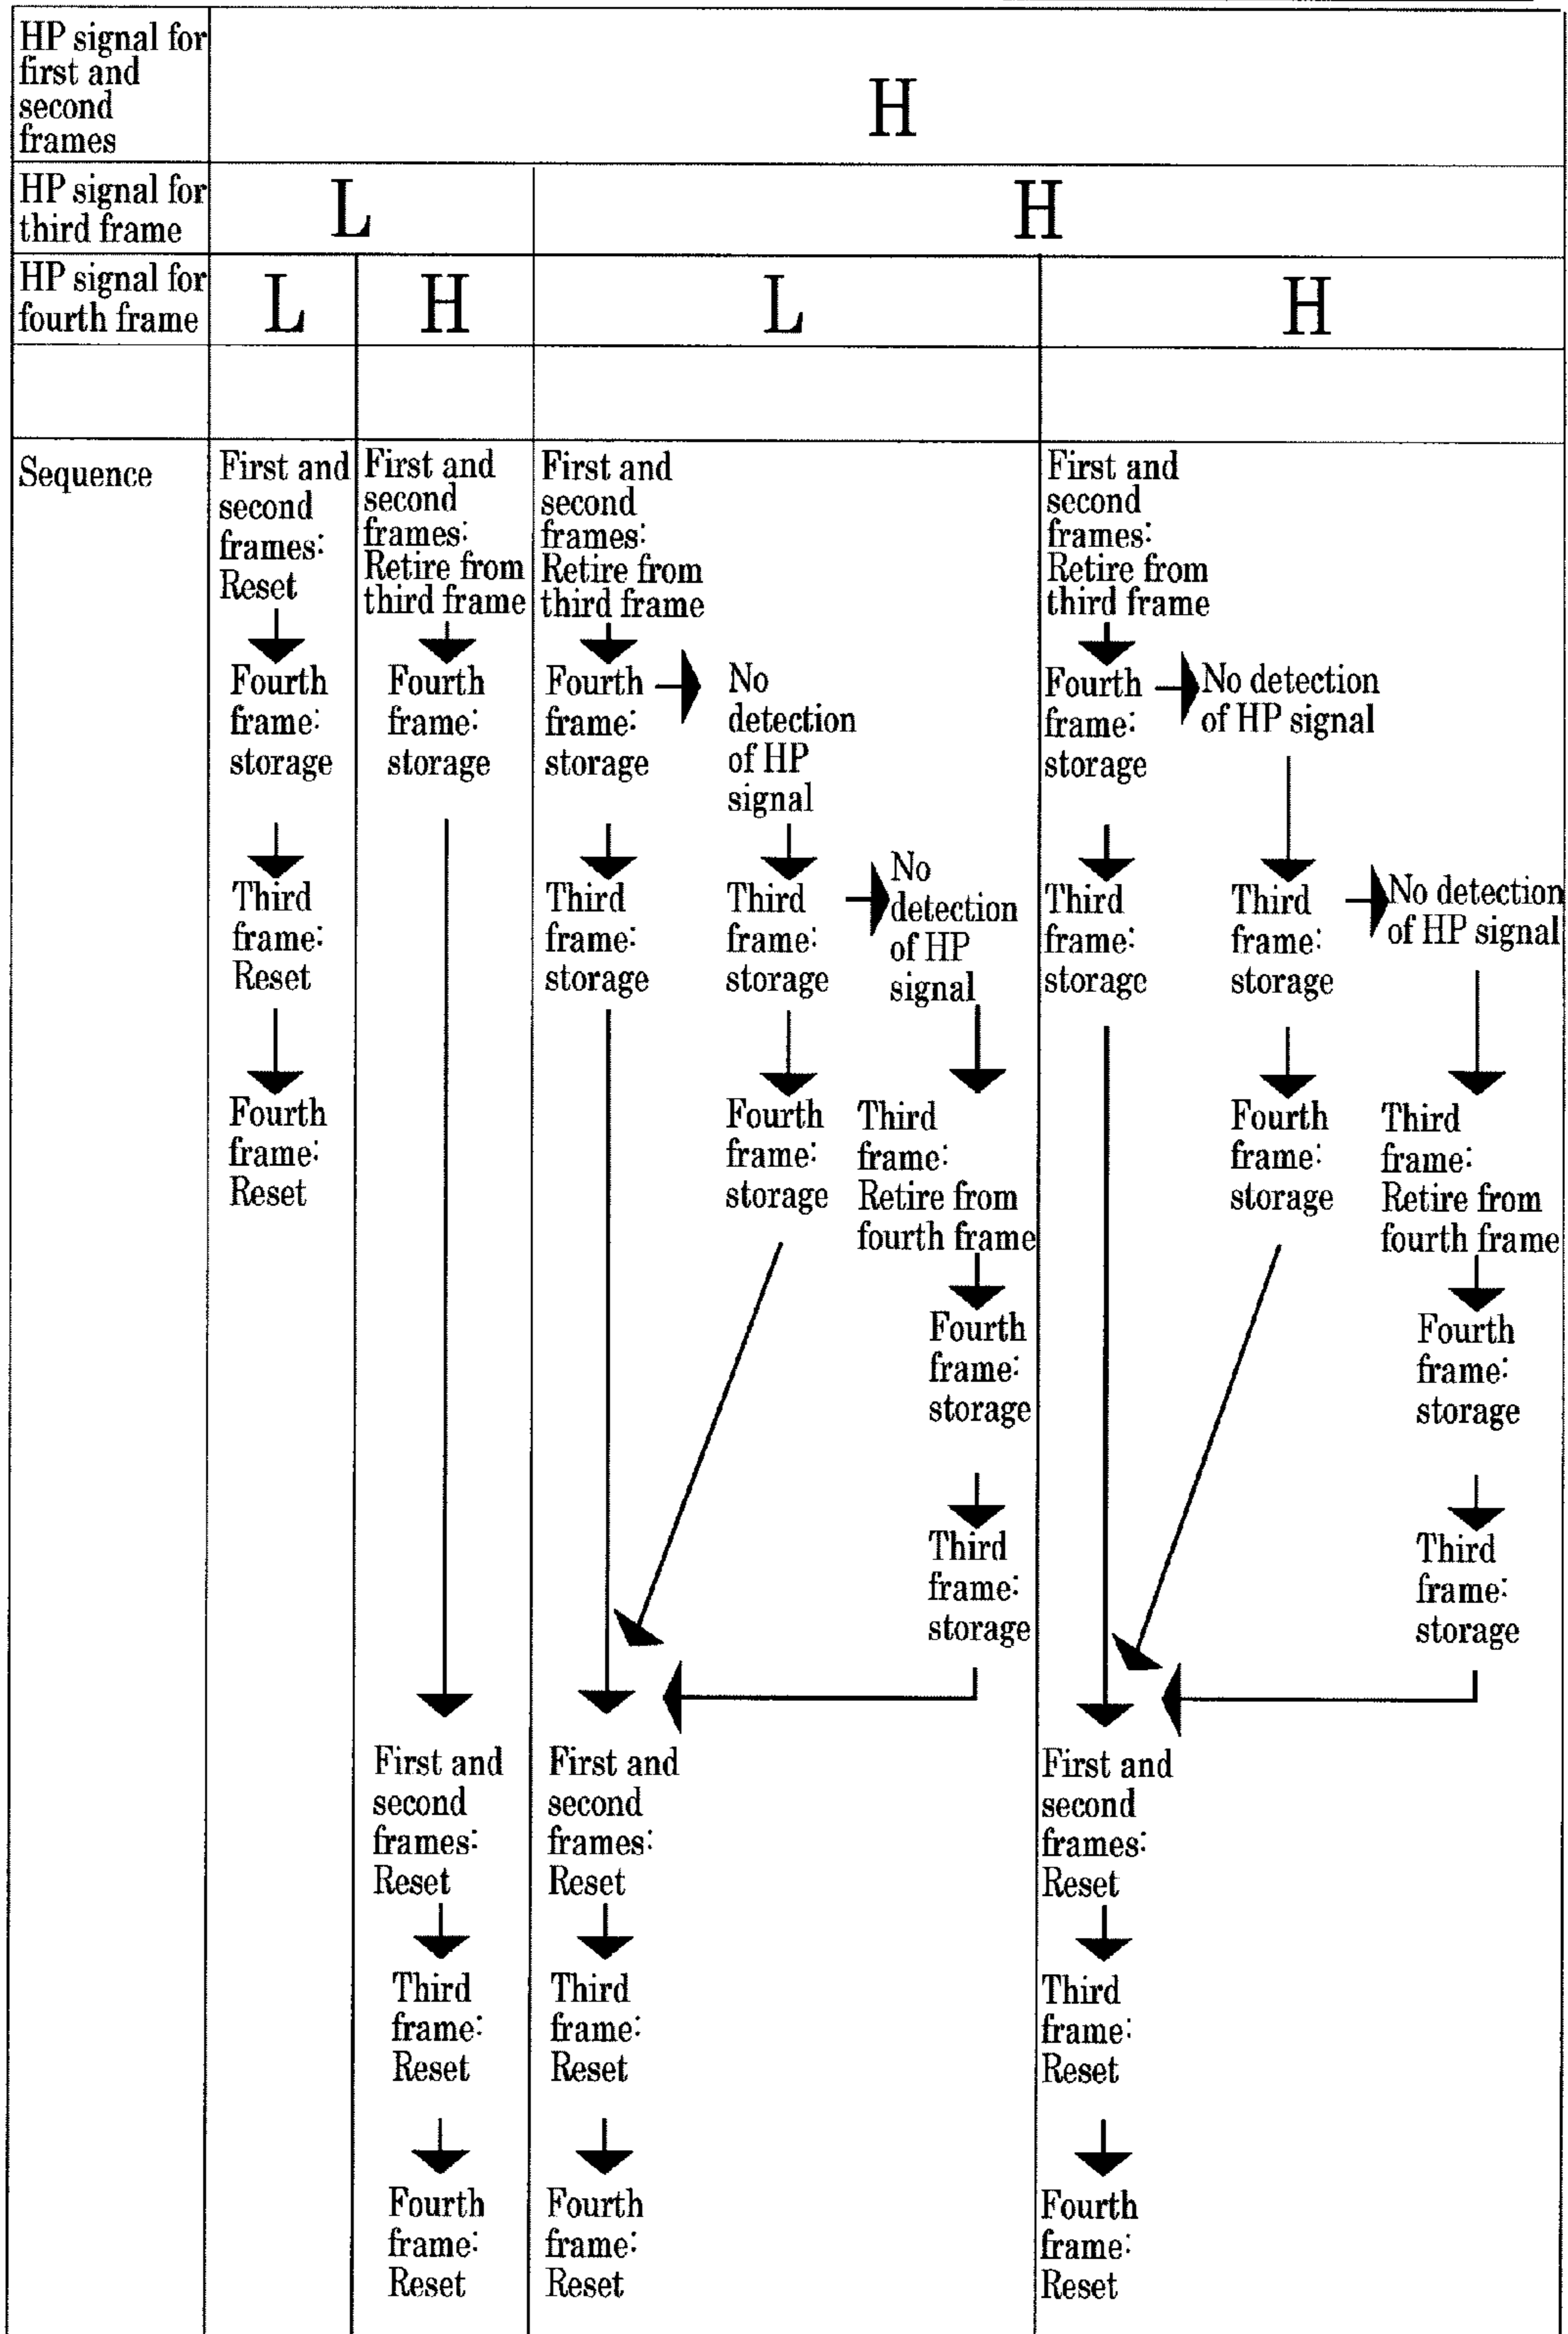 HP signal for
first and
second
frames
H
HP signal for
third frame
L
H
HP signal for
fourth frame
L
H
L
H
Sequence
First and
second
frames:
Reset
Fourth
frame:
storage
Third
frame:
Reset
Fourth
frame:
Reset
First and
second
frames:
Retire from
third frame
Fourth
frame:
storage
First and
second
frames:
Reset
Third
frame:
Reset
Fourth
frame:
Reset
First and
second
frames:
Retire from
third frame
Fourth
frame:
storage
Third
frame:
storage
No
detection
of HP
signal
Third
frame:
storage
Fourth
frame:
storage
No
detection
of HP
signal
Third
frame:
Retire from
fourth frame
Fourth
frame:
storage
Third
frame:
storage
First and
second
frames:
Reset
Third
frame:
Reset
Fourth
frame:
Reset
First and
second
frames:
Retire from
third frame
Fourth
frame:
storage
Third
frame:
storage
No detection
of HP signal
Third
frame:
storage
Fourth
frame:
storage
No detection
of HP signal
Third
frame:
Retire from
fourth frame
Fourth
frame:
storage
Third
frame:
storage
First and
second
frames:
Reset
Third
frame:
Reset
Fourth
frame:
Reset